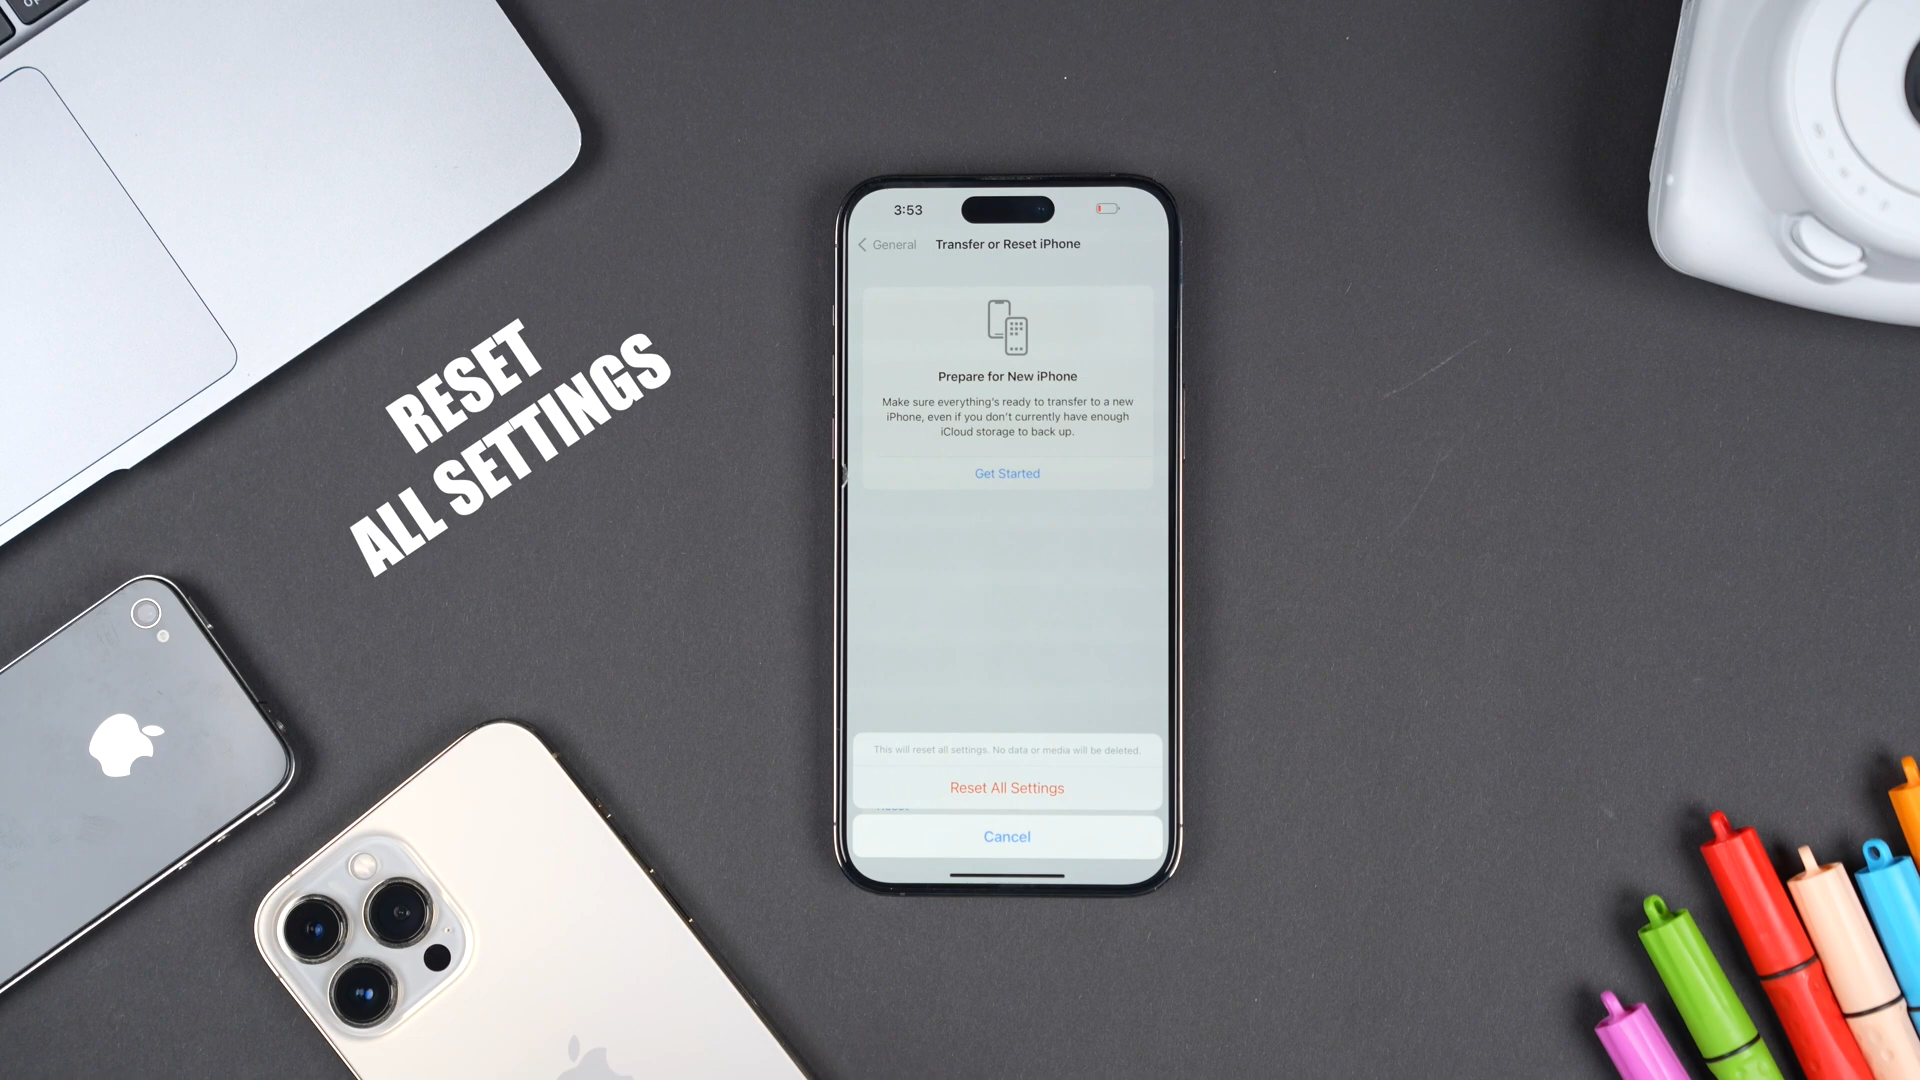 RESET
ALL SETTINGS
3:53
General
Transfer or Reset iPhone
Prepare for New iPhone
Make sure everything's ready to transfer to a new
iPhone, even if you don't currently have enough
iCloud storage to back up.
Get Started
This will reset all settings. No data or media will be deleted.
Reset All Settings
Cancel